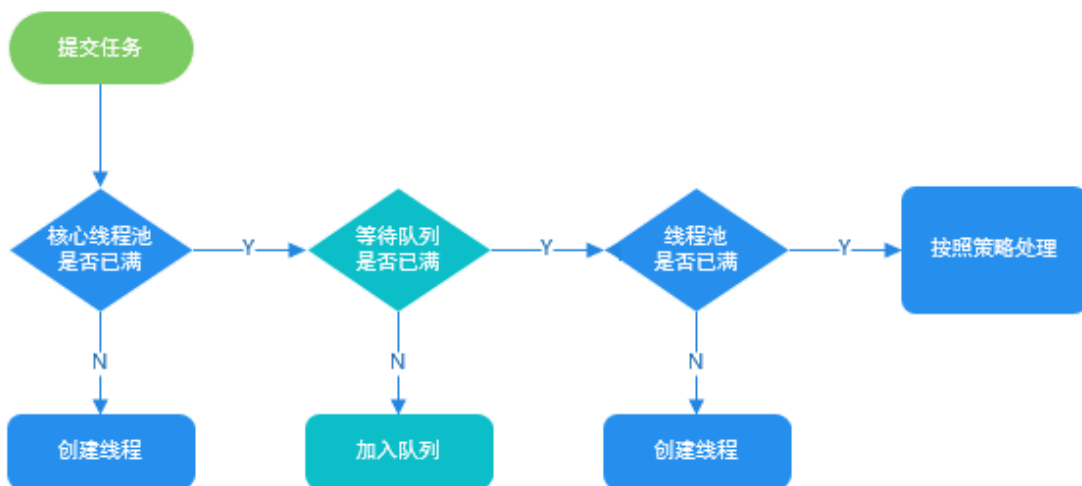 提交任务
核心线程池
是否已满
Y
等待队列
是否已满
Y
线程池
是否已满
Y
按照策略处理
N
N
N
创建线程
加入队列
创建线程